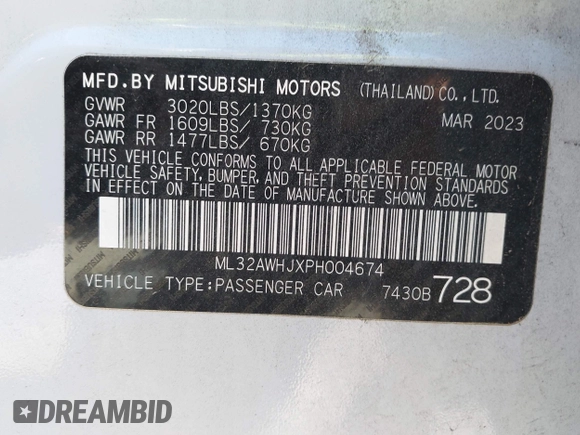 MFD.BY MITSUBISHI MOTORS (THAILAND)CO.,LTD.
GVWR 3020LBS/1370KG MAR 2023
GAWR FR 1609LBS/ 730KG
GAWR RR 1477LBS/ 670KG
THIS VEHICLE CONFORMS TO ALL APPLICABLE FEDERAL MOTOR
VEHICLE SAFETY, BUMPER, AND THEFT PREVENTION STANDARDS
IN EFFECT ON THE DATE OF MANUFACTURE SHOWN ABOVE.
ML32AWHJXPH004674
VEHICLE TYPE:PASSENGER CAR 7430B 728
DREAMBID